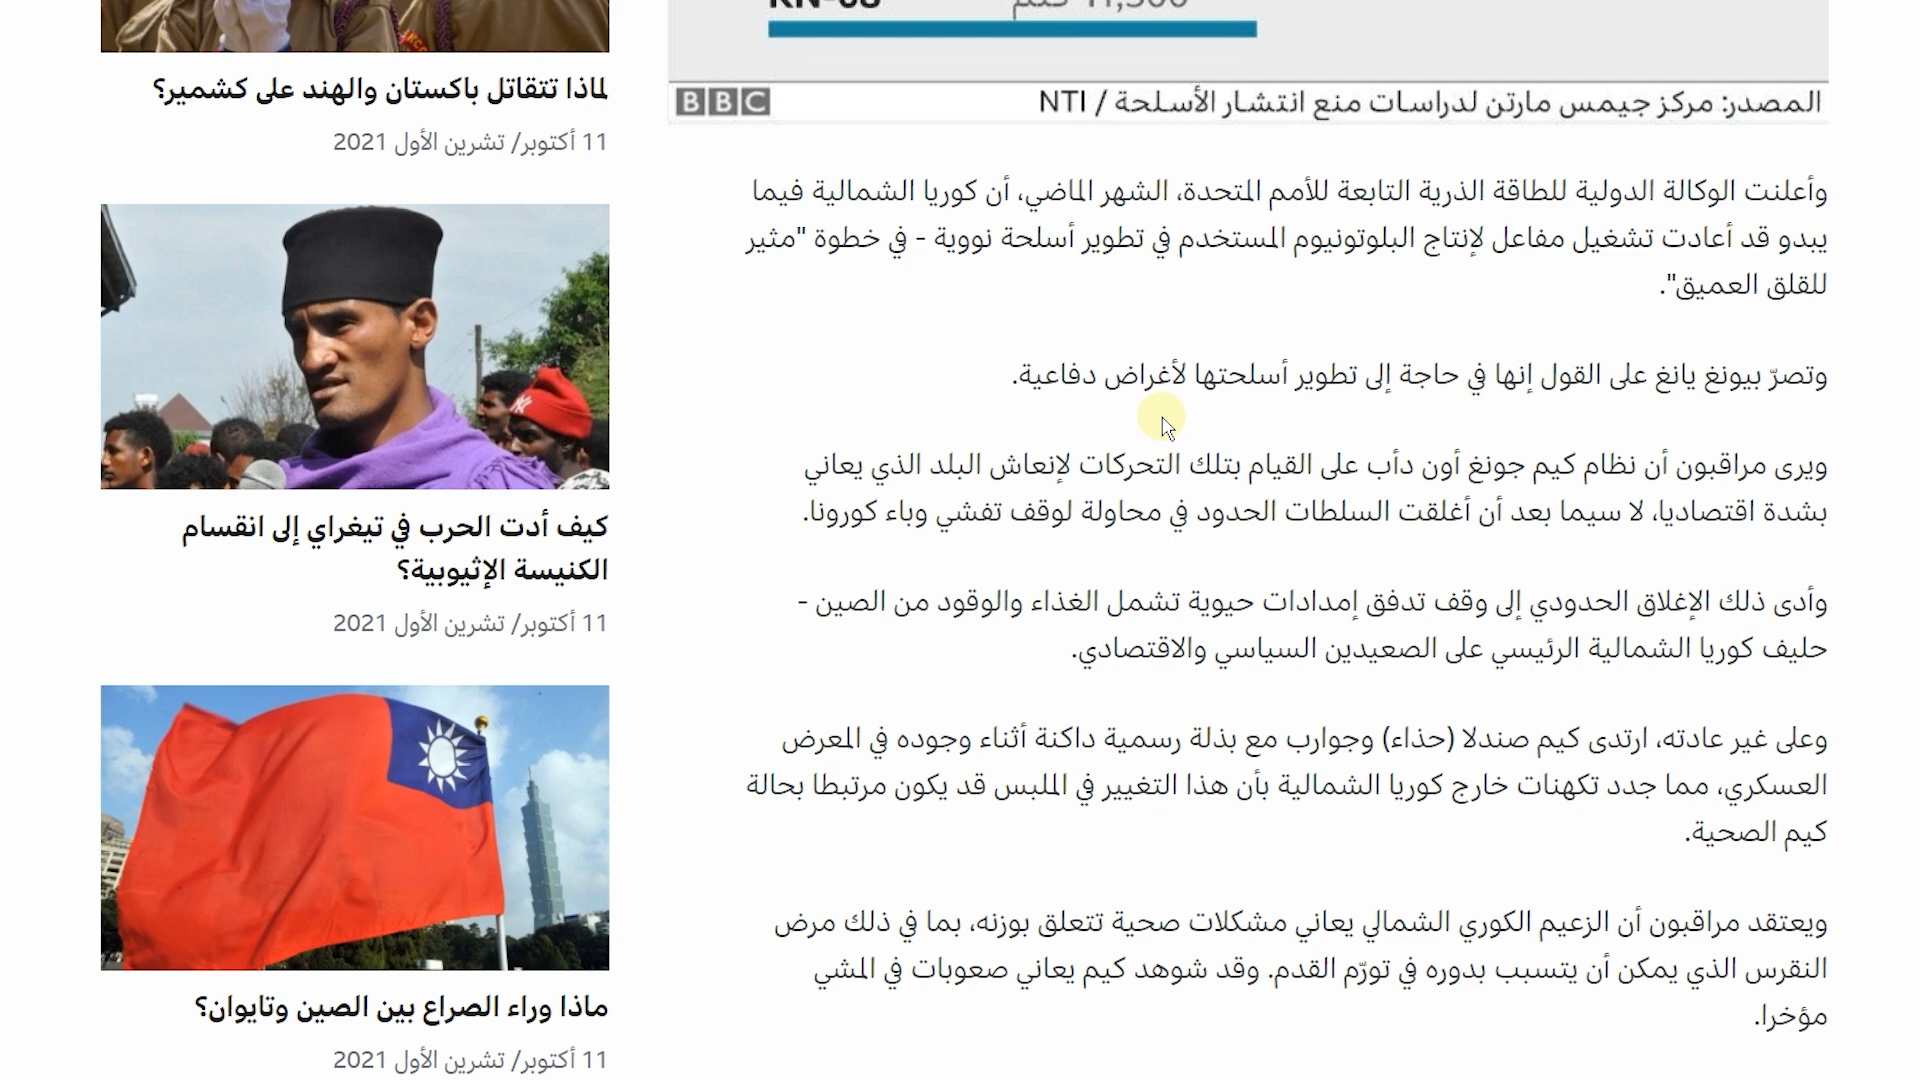 KN-08
11,500 كلم
BBC
المصدر: مركز جيمس مارتن لدراسات منع انتشار الأسلحة / NTI
وأعلنت الوكالة الدولية للطاقة الذرية التابعة للأمم المتحدة، الشهر الماضي، أن كوريا الشمالية فيما
يبدو قد أعادت تشغيل مفاعل لإنتاج البلوتونيوم المستخدم في تطوير أسلحة نووية - في خطوة "مثير
للقلق العميق".
وتصرّ بيونغ يانغ على القول إنها في حاجة إلى تطوير أسلحتها لأغراض دفاعية.
ويرى مراقبون أن نظام كيم جونغ أون دأب على القيام بتلك التحركات لإنعاش البلد الذي يعاني
بشدة اقتصاديا، لا سيما بعد أن أغلقت السلطات الحدود في محاولة لوقف تفشي وباء كورونا.
وأدى ذلك الإغلاق الحدودي إلى وقف تدفق إمدادات حيوية تشمل الغذاء والوقود من الصين -
حليف كوريا الشمالية الرئيسي على الصعيدين السياسي والاقتصادي.
وعلى غير عادته، ارتدى كيم صندلا (حذاء) وجوارب مع بذلة رسمية داكنة أثناء وجوده في المعرض
العسكري، مما جدد تكهنات خارج كوريا الشمالية بأن هذا التغيير في الملبس قد يكون مرتبطا بحالة
كيم الصحية.
ويعتقد مراقبون أن الزعيم الكوري الشمالي يعاني مشكلات صحية تتعلق بوزنه، بما في ذلك مرض
النقرس الذي يمكن أن يتسبب بدوره في تورّم القدم. وقد شوهد كيم يعاني صعوبات في المشي
مؤخرا.
لماذا تتقاتل باكستان والهند على كشمير؟
11 أكتوبر/ تشرين الأول 2021
كيف أدت الحرب في تيغراي إلى انقسام
الكنيسة الإثيوبية؟
11 أكتوبر/ تشرين الأول 2021
ماذا وراء الصراع بين الصين وتايوان؟
11 أكتوبر/ تشرين الأول 2021